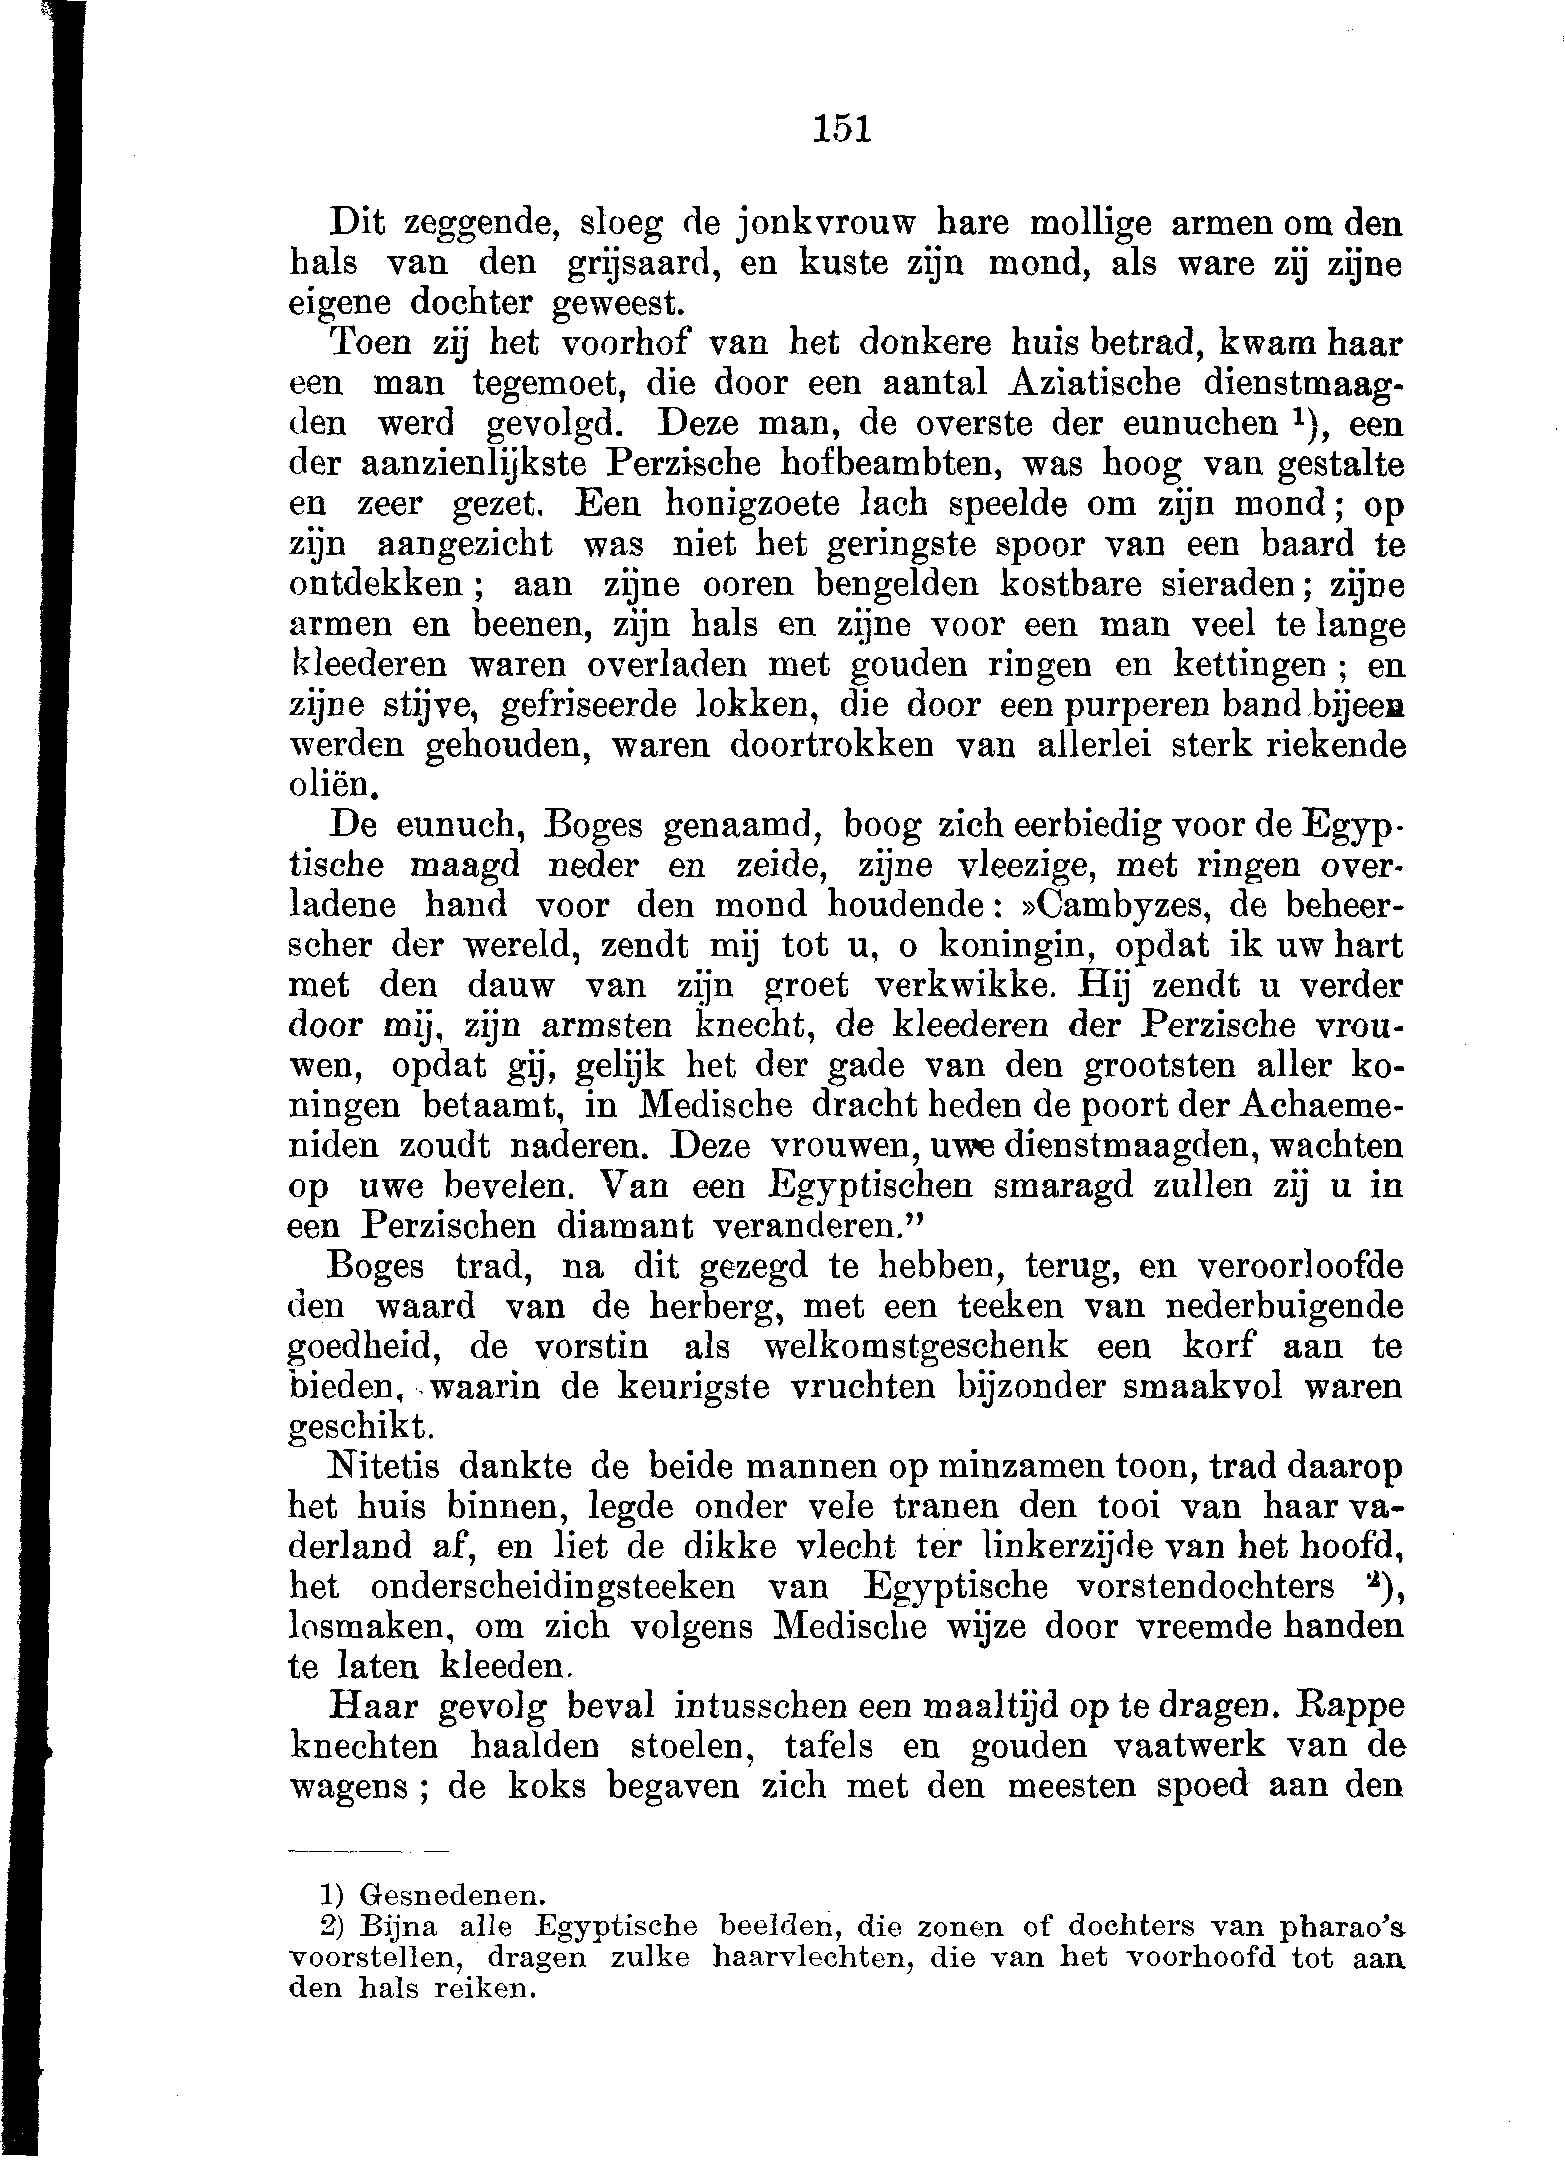 151
Dit zeggende, sloeg de jonkvrouw hare mollige armen om den
hals van den grijsaard, en kuste zijn mond, als ware zij zijne
eigene dochter geweest.
Toen zij het voorhof van het donkere huis betrad, kwam haar
een man tegemoet, die door een aantal Aziatische dienstmaag-
den werd gevolgd. Deze man, de overste der eunuchen ¹), een
der aanzienlijkste Perzische hofbeambten, was hoog van gestalte
en zeer gezet. Een honigzoete lach speelde om zijn mond; op
zijn aangezicht was niet het geringste spoor van een baard te
ontdekken; aan zijne ooren bengelden kostbare sieraden; zijne
armen en beenen, zijn hals en zijne voor een man veel te lange
kleederen waren overladen met gouden ringen en kettingen; en
zijne stijve, gefriseerde lokken, die door een purperen band bijeen
werden gehouden, waren doortrokken van allerlei sterk riekende
oliën.
De eunuch, Boges genaamd, boog zich eerbiedig voor de Egyp-
tische maagd neder en zeide, zijne vleezige, met ringen over-
ladene hand voor den mond houdende: »Cambyzes, de beheer-
scher der wereld, zendt mij tot u, o koningin, opdat ik uw hart
met den dauw van zijn groet verkwikke. Hij zendt u verder
door mij, zijn armsten knecht, de kleederen der Perzische vrou-
wen, opdat gij, gelijk het der gade van den grootsten aller ko-
ningen betaamt, in Medische dracht heden de poort der Achaeme-
niden zoudt naderen. Deze vrouwen, uwe dienstmaagden, wachten
op uwe bevelen. Van een Egyptischen smaragd zullen zij u in
een Perzischen diamant veranderen.”
Boges trad, na dit gezegd te hebben, terug, en veroorloofde
den waard van de herberg, met een teeken van nederbuigende
goedheid, de vorstin als welkomstgeschenk een korf aan te
bieden, waarin de keurigste vruchten bijzonder smaakvol waren
geschikt.
Nitetis dankte de beide mannen op minzamen toon, trad daarop
het huis binnen, legde onder vele tranen den tooi van haar va-
derland af, en liet de dikke vlecht ter linkerzijde van het hoofd,
het onderscheidingsteeken van Egyptische vorstendochters ²),
losmaken, om zich volgens Medische wijze door vreemde handen
te laten kleeden.
Haar gevolg beval intusschen een maaltijd op te dragen. Rappe
knechten haalden stoelen, tafels en gouden vaatwerk van de
wagens; de koks begaven zich met den meesten spoed aan den
1) Gesnedenen.
2) Bijna alle Egyptische beelden, die zonen of dochters van pharao's
voorstellen, dragen zulke haarvlechten, die van het voorhoofd tot aan
den hals reiken.